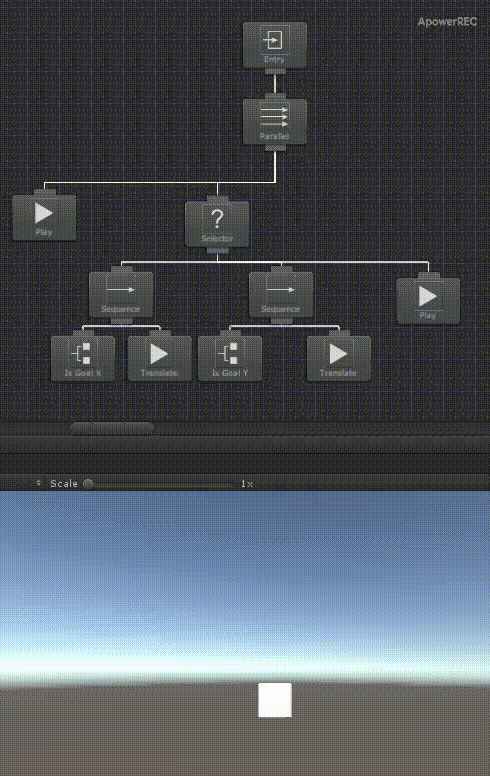 ApowerREC
Entry
Parallel
Play
Selector
Sequence
Sequence
Play
Is Goal X
Translate
Is Goal Y
Translate
Scale
1x